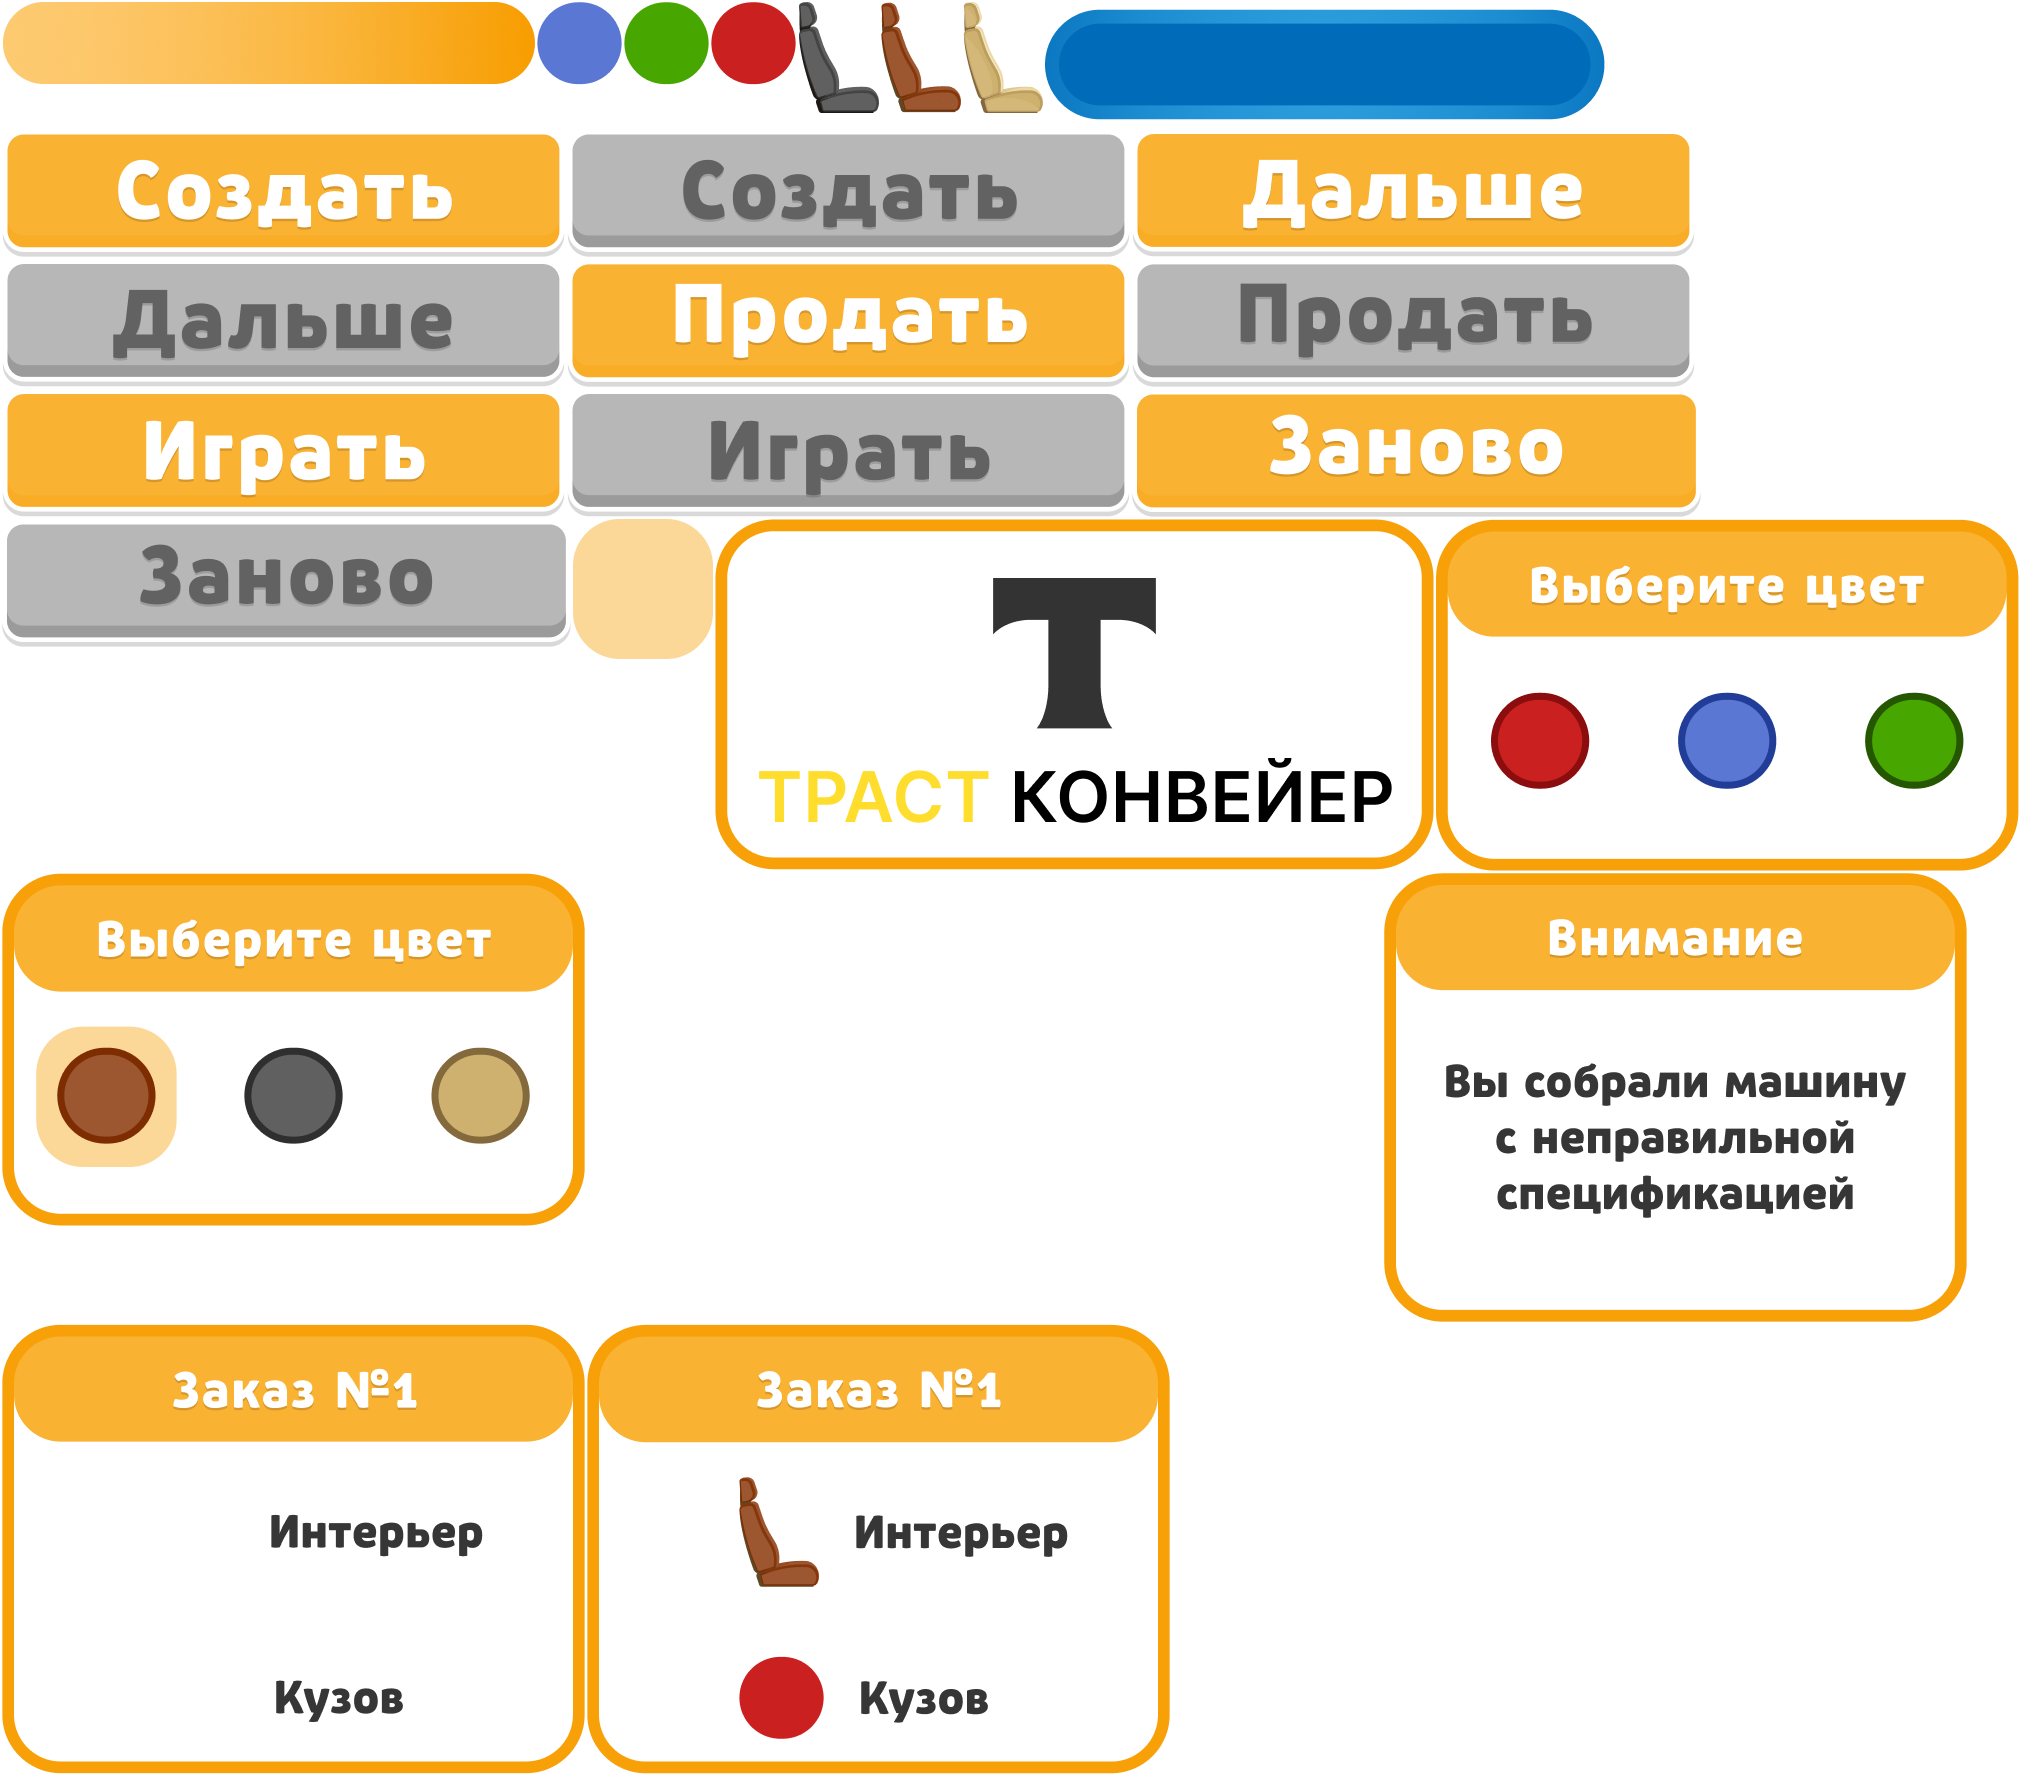 Создать
Создать
Дальше
Дальше
Продать
Продать
Играть
Играть
Заново
Заново
ТРАСТ КОНВЕЙЕР
Выберите цвет
Выберите цвет
Внимание
Вы собрали машину
с неправильной
спецификацией
Заказ №1
Интерьер
Кузов
Заказ №1
Интерьер
Кузов